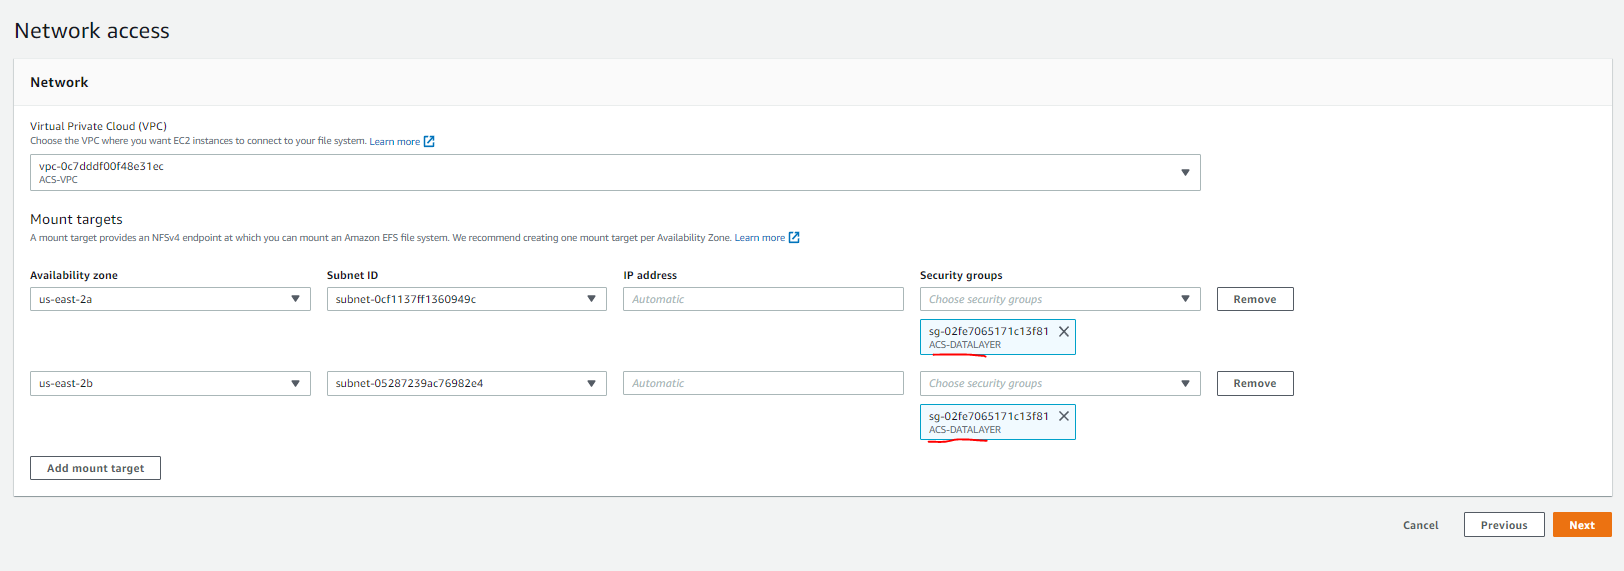 Network access
Network
Virtual Private Cloud (VPC)
Choose the VPC where you want EC2 instances to connect to your file system. Learn more
vpc-0c7dddf00f48e31ec
ACS-VPC
Mount targets
A mount target provides an NFSv4 endpoint at which you can mount an Amazon EFS file system. We recommend creating one mount target per Availability Zone. Learn more
Availability zone Subnet ID IP address Security groups
us-east-2a subnet-0cf1137ff1360949c Automatic Choose security groups Remove
sg-02fe7065171c13f81
ACS-DATALAYER
us-east-2b subnet-05287239ac76982e4 Automatic Choose security groups Remove
sg-02fe7065171c13f81
ACS-DATALAYER
Add mount target
Cancel Previous Next